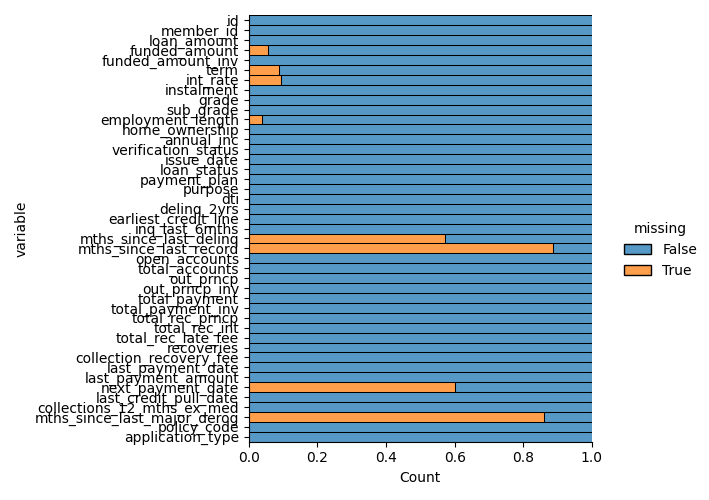 id
member_id
loan_amount
funded_amount
funded_amount_inv
term
int_rate
instalment
grade
sub_grade
employment_length
home_ownership
annual_inc
verification_status
issue_date
loan_status
payment_plan
purpose
dti
delinq_2yrs
earliest_credit_line
inq_last_6mths
mths_since_last_delinq
mths_since_last_record
open_accounts
total_accounts
out_prncp
out_prncp_inv
total_payment
total_payment_inv
total_rec_prncp
total_rec_int
total_rec_late_fee
recoveries
collection_recovery_fee
last_payment_date
last_payment_amount
next_payment_date
last_credit_pull_date
collections_12_mths_ex_med
mths_since_last_major_derog
policy_code
application_type
variable
0.0 0.2 0.4 0.6 0.8 1.0
Count
missing
False
True